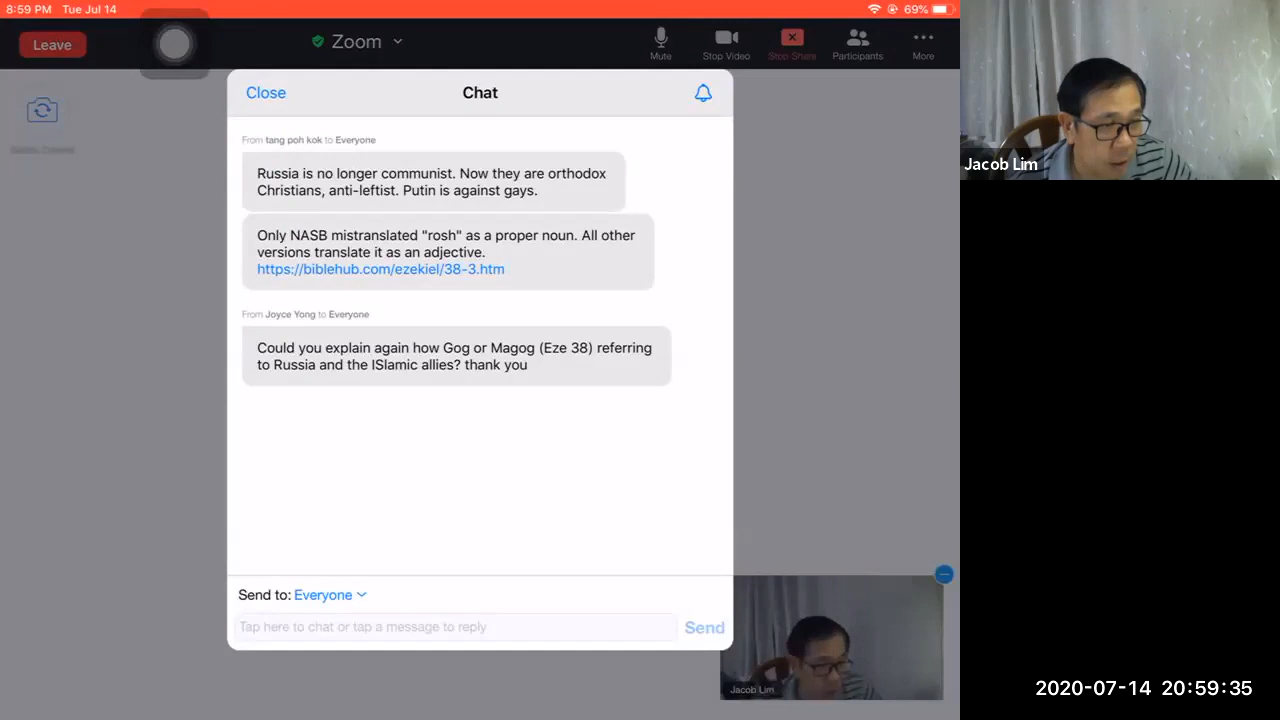 8:59 PM Tue Jul 14
69%
Leave
Zoom
Mute
Stop Video
Stop Share
Participants
More
Close
Chat
From tang poh kok to Everyone
Russia is no longer communist. Now they are orthodox
Christians, anti-leftist. Putin is against gays.
Only NASB mistranslated "rosh" as a proper noun. All other
versions translate it as an adjective.
https://biblehub.com/ezekiel/38-3.htm
From Joyce Yong to Everyone
Could you explain again how Gog or Magog (Eze 38) referring
to Russia and the ISlamic allies? thank you
Send to: Everyone
Tap here to chat or tap a message to reply
Send
Jacob Lim
Jacob Lim
2020-07-14 20:59:35